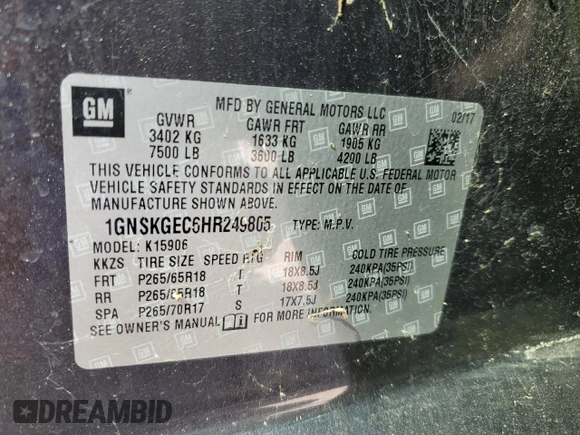 GM
MFD BY GENERAL MOTORS LLC
02/17
GVWR GAWR FRT GAWR RR
3402 KG 1633 KG 1905 KG
7500 LB 3600 LB 4200 LB
THIS VEHICLE CONFORMS TO ALL APPLICABLE U.S. FEDERAL MOTOR
VEHICLE SAFETY STANDARDS IN EFFECT ON THE DATE OF
MANUFACTURE SHOWN ABOVE.
1GNSKGEC6HR249805 TYPE: M.P.V.
MODEL: K15906
KKZS TIRE SIZE SPEED RTG RIM COLD TIRE PRESSURE
FRT P265/65R18 T 18X8.5J 240KPA(35PSI)
RR P265/65R18 T 18X8.5J 240KPA(35PSI)
SPA P265/70R17 S 17X7.5J 240KPA(35PSI)
SEE OWNER'S MANUAL FOR MORE INFORMATION.
DREAMBID